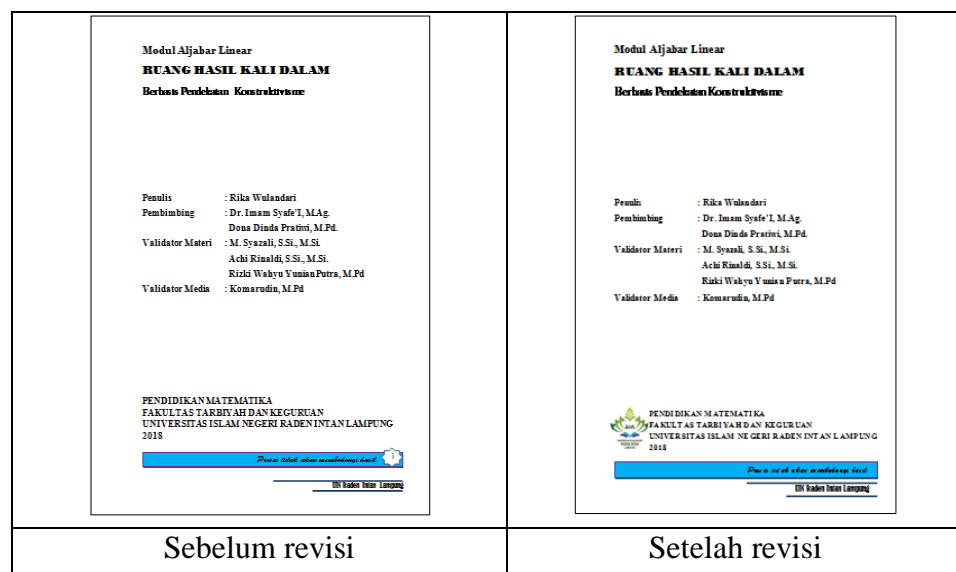 Modul Aljabar Linear
RUANG HASIL KALI DALAM
Berbasis Pendekatan Konstruktivisme
Penulis : Rika Wulandari
Pembimbing : Dr. Imam Syafe'I, M.Ag.
Dona Dinda Pratiwi, M.Pd.
Validator Materi : M. Syazali, S.Si., M.Si.
Achi Rinaldi, S.Si., M.Si.
Rizki Wahyu Yunian Putra, M.Pd
Validator Media : Komarudin, M.Pd
PENDIDIKAN MATEMATIKA
FAKULTAS TARBIYAH DAN KEGURUAN
UNIVERSITAS ISLAM NEGERI RADEN INTAN LAMPUNG
2018
Proses tidak akan membohongi hasil
i
UIN Raden Intan Lampung
Sebelum revisi
Modul Aljabar Linear
RUANG HASIL KALI DALAM
Berbasis Pendekatan Konstruktivisme
Penulis : Rika Wulandari
Pembimbing : Dr. Imam Syafe'I, M.Ag.
Dona Dinda Pratiwi, M.Pd.
Validator Materi : M. Syazali, S.Si., M.Si.
Achi Rinaldi, S.Si., M.Si.
Rizki Wahyu Yunian Putra, M.Pd
Validator Media : Komarudin, M.Pd
PENDIDIKAN MATEMATIKA
FAKULTAS TARBIYAH DAN KEGURUAN
UNIVERSITAS ISLAM NEGERI RADEN INTAN LAMPUNG
2018
Proses tidak akan membohongi hasil
UIN Raden Intan Lampung
Setelah revisi